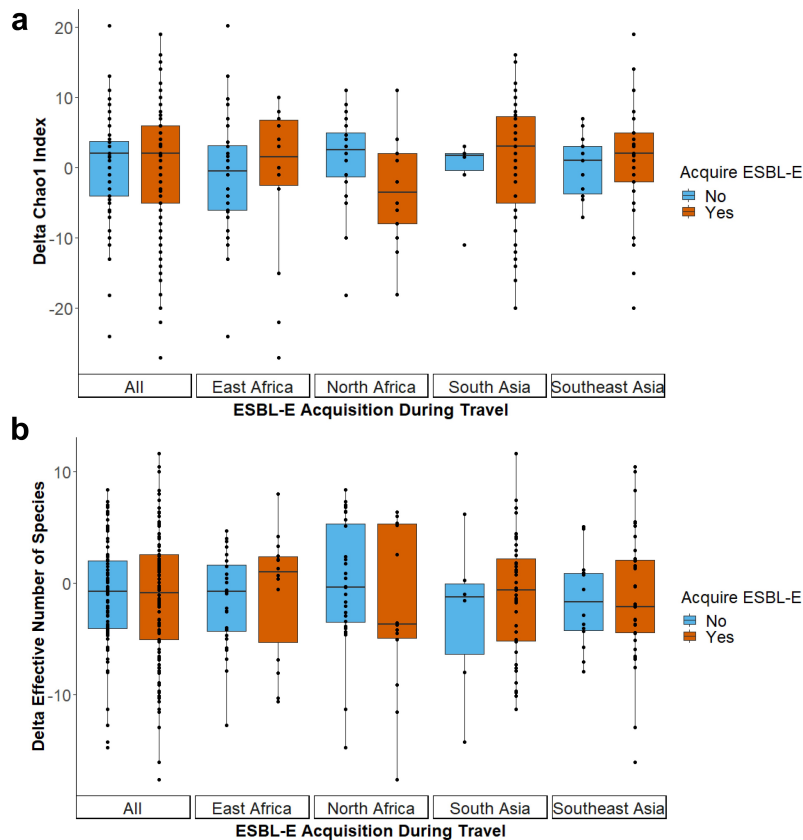 a
Delta Chao1 Index
20
10
0
-10
-20
All East Africa North Africa South Asia Southeast Asia
ESBL-E Acquisition During Travel
Acquire ESBL-E
No
Yes
b
Delta Effective Number of Species
10
0
-10
All East Africa North Africa South Asia Southeast Asia
ESBL-E Acquisition During Travel
Acquire ESBL-E
No
Yes